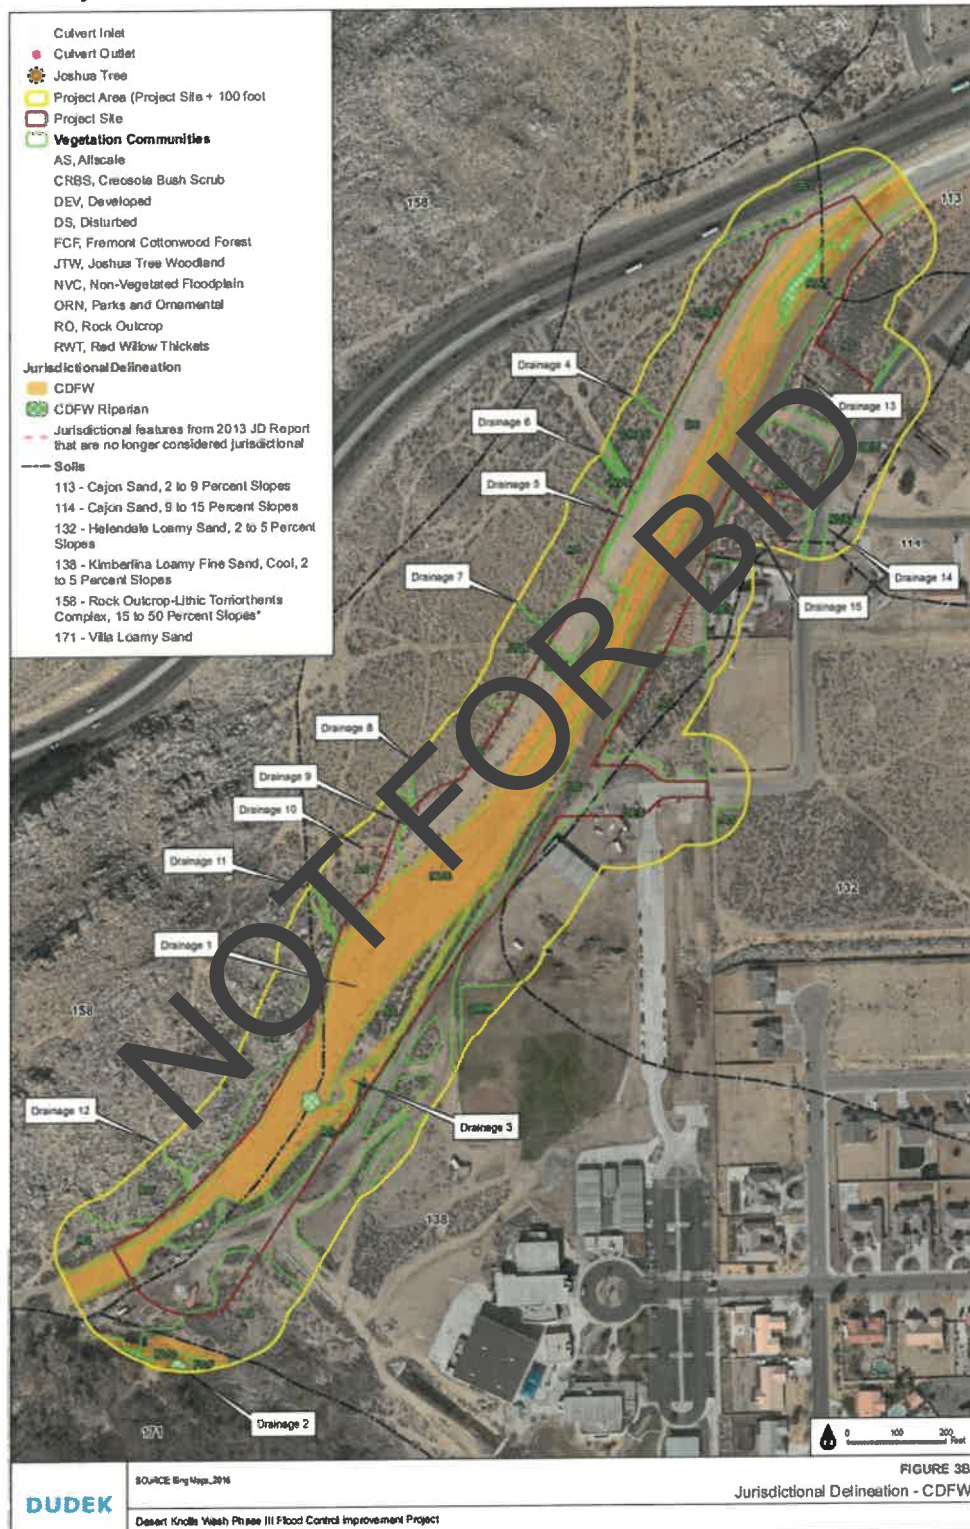 Culvert Inlet
Culvert Outlet
Joshua Tree
Project Area (Project Site + 100 foot
Project Site
Vegetation Communities
AS, Allscale
CRBS, Creosote Bush Scrub
DEV, Developed
DS, Disturbed
FCF, Fremont Cottonwood Forest
JTW, Joshua Tree Woodland
NVC, Non-Vegetated Floodplain
ORN, Parks and Ornamental
RO, Rock Outcrop
RWT, Red Willow Thickets
Jurisdictional Delineation
CDFW
CDFW Riparian
Jurisdictional features from 2013 JD Report
that are no longer considered jurisdictional
Soils
113 - Cajon Sand, 2 to 9 Percent Slopes
114 - Cajon Sand, 9 to 15 Percent Slopes
132 - Helendale Loamy Sand, 2 to 5 Percent
Slopes
138 - Kimberlina Loamy Fine Sand, Cool, 2
to 5 Percent Slopes
158 - Rock Outcrop-Lithic Torriorthents
Complex, 15 to 50 Percent Slopes*
171 - Villa Loamy Sand
158
113
Drainage 4
Drainage 13
Drainage 6
Drainage 5
114
Drainage 7
Drainage 14
Drainage 15
Drainage 8
Drainage 9
Drainage 10
Drainage 11
132
Drainage 1
158
Drainage 12
Drainage 3
138
Drainage 2
171
NOT FOR BID
0 100 200
Feet
DUDEK
SOURCE: Bing Maps, 2016
FIGURE 3B
Jurisdictional Delineation - CDFW
Desert Knolls Wash Phase III Flood Control Improvement Project